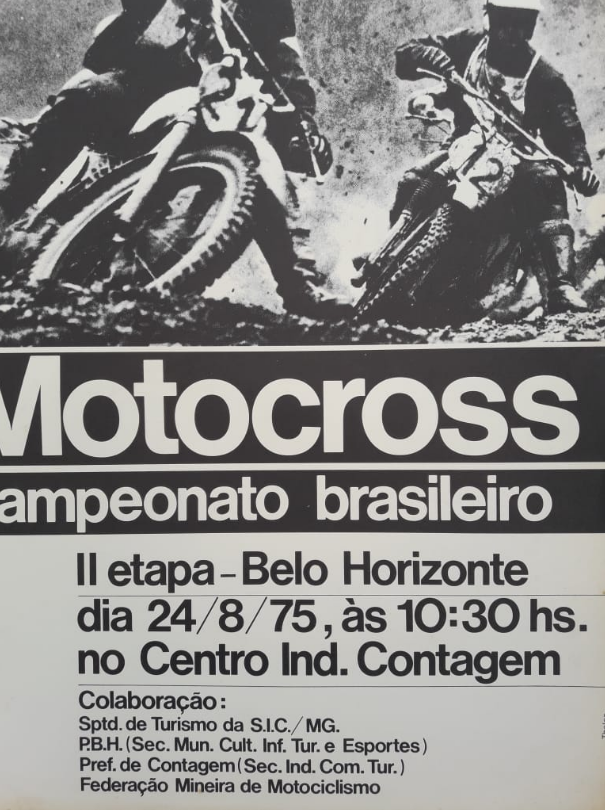 Motocross
campeonato brasileiro
II etapa - Belo Horizonte
dia 24/8/75, às 10:30 hs.
no Centro Ind. Contagem
Colaboração:
Sptd. de Turismo da S.I.C./MG.
P.B.H. (Sec. Mun. Cult. Inf. Tur. e Esportes)
Pref. de Contagem (Sec. Ind. Com. Tur.)
Federação Mineira de Motociclismo